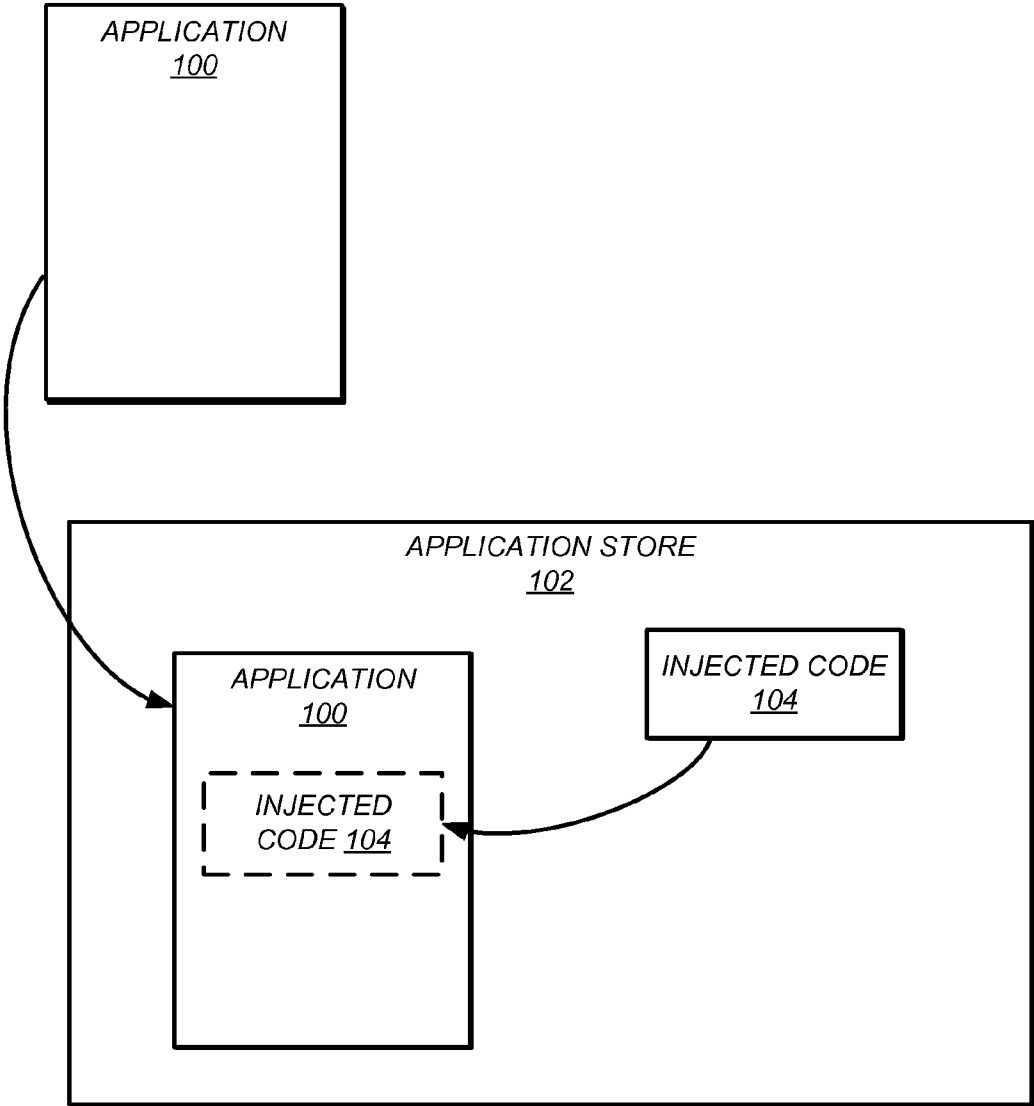 APPLICATION
100
APPLICATION STORE
102
APPLICATION
100
INJECTED CODE
104
INJECTED
CODE 104